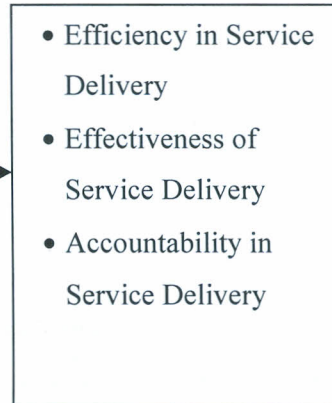 • Efficiency in Service
Delivery
• Effectiveness of
Service Delivery
• Accountability in
Service Delivery